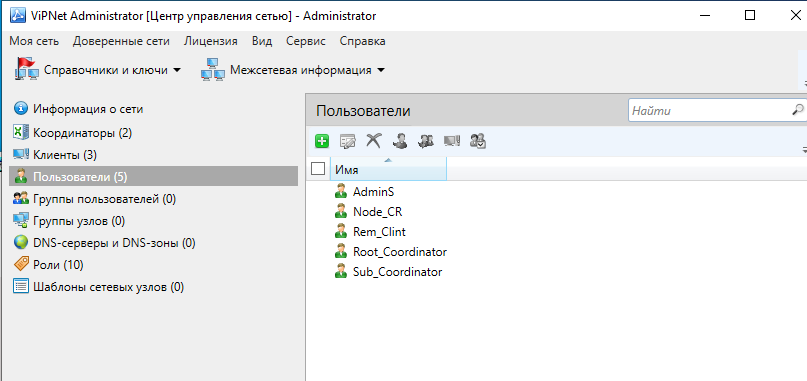 ViPNet Administrator [Центр управления сетью] - Administrator
Моя сеть Доверенные сети Лицензия Вид Сервис Справка
Справочники и ключи Межсетевая информация
Информация о сети
Координаторы (2)
Клиенты (3)
Пользователи (5)
Группы пользователей (0)
Группы узлов (0)
DNS-серверы и DNS-зоны (0)
Роли (10)
Шаблоны сетевых узлов (0)
Пользователи
Найти
Имя
AdminS
Node_CR
Rem_Clint
Root_Coordinator
Sub_Coordinator